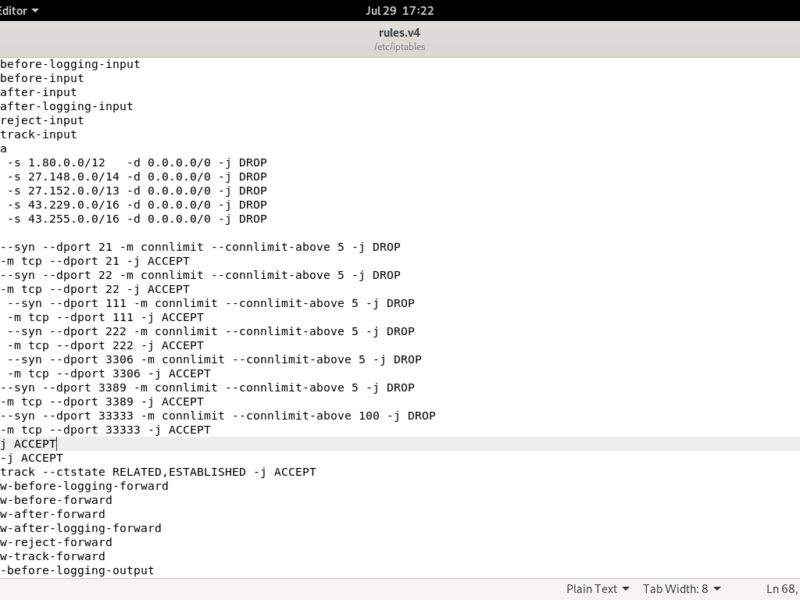 Editor
Jul 29 17:22
rules.v4
/etc/iptables
before-logging-input
before-input
after-input
after-logging-input
reject-input
track-input
a
-s 1.80.0.0/12   -d 0.0.0.0/0 -j DROP
-s 27.148.0.0/14 -d 0.0.0.0/0 -j DROP
-s 27.152.0.0/13 -d 0.0.0.0/0 -j DROP
-s 43.229.0.0/16 -d 0.0.0.0/0 -j DROP
-s 43.255.0.0/16 -d 0.0.0.0/0 -j DROP
--syn --dport 21 -m connlimit --connlimit-above 5 -j DROP
-m tcp --dport 21 -j ACCEPT
--syn --dport 22 -m connlimit --connlimit-above 5 -j DROP
-m tcp --dport 22 -j ACCEPT
--syn --dport 111 -m connlimit --connlimit-above 5 -j DROP
-m tcp --dport 111 -j ACCEPT
--syn --dport 222 -m connlimit --connlimit-above 5 -j DROP
-m tcp --dport 222 -j ACCEPT
--syn --dport 3306 -m connlimit --connlimit-above 5 -j DROP
-m tcp --dport 3306 -j ACCEPT
--syn --dport 3389 -m connlimit --connlimit-above 5 -j DROP
-m tcp --dport 3389 -j ACCEPT
--syn --dport 33333 -m connlimit --connlimit-above 100 -j DROP
-m tcp --dport 33333 -j ACCEPT
j ACCEPT
-j ACCEPT
track --ctstate RELATED,ESTABLISHED -j ACCEPT
w-before-logging-forward
w-before-forward
w-after-forward
w-after-logging-forward
w-reject-forward
w-track-forward
-before-logging-output
Plain Text
Tab Width: 8
Ln 68,